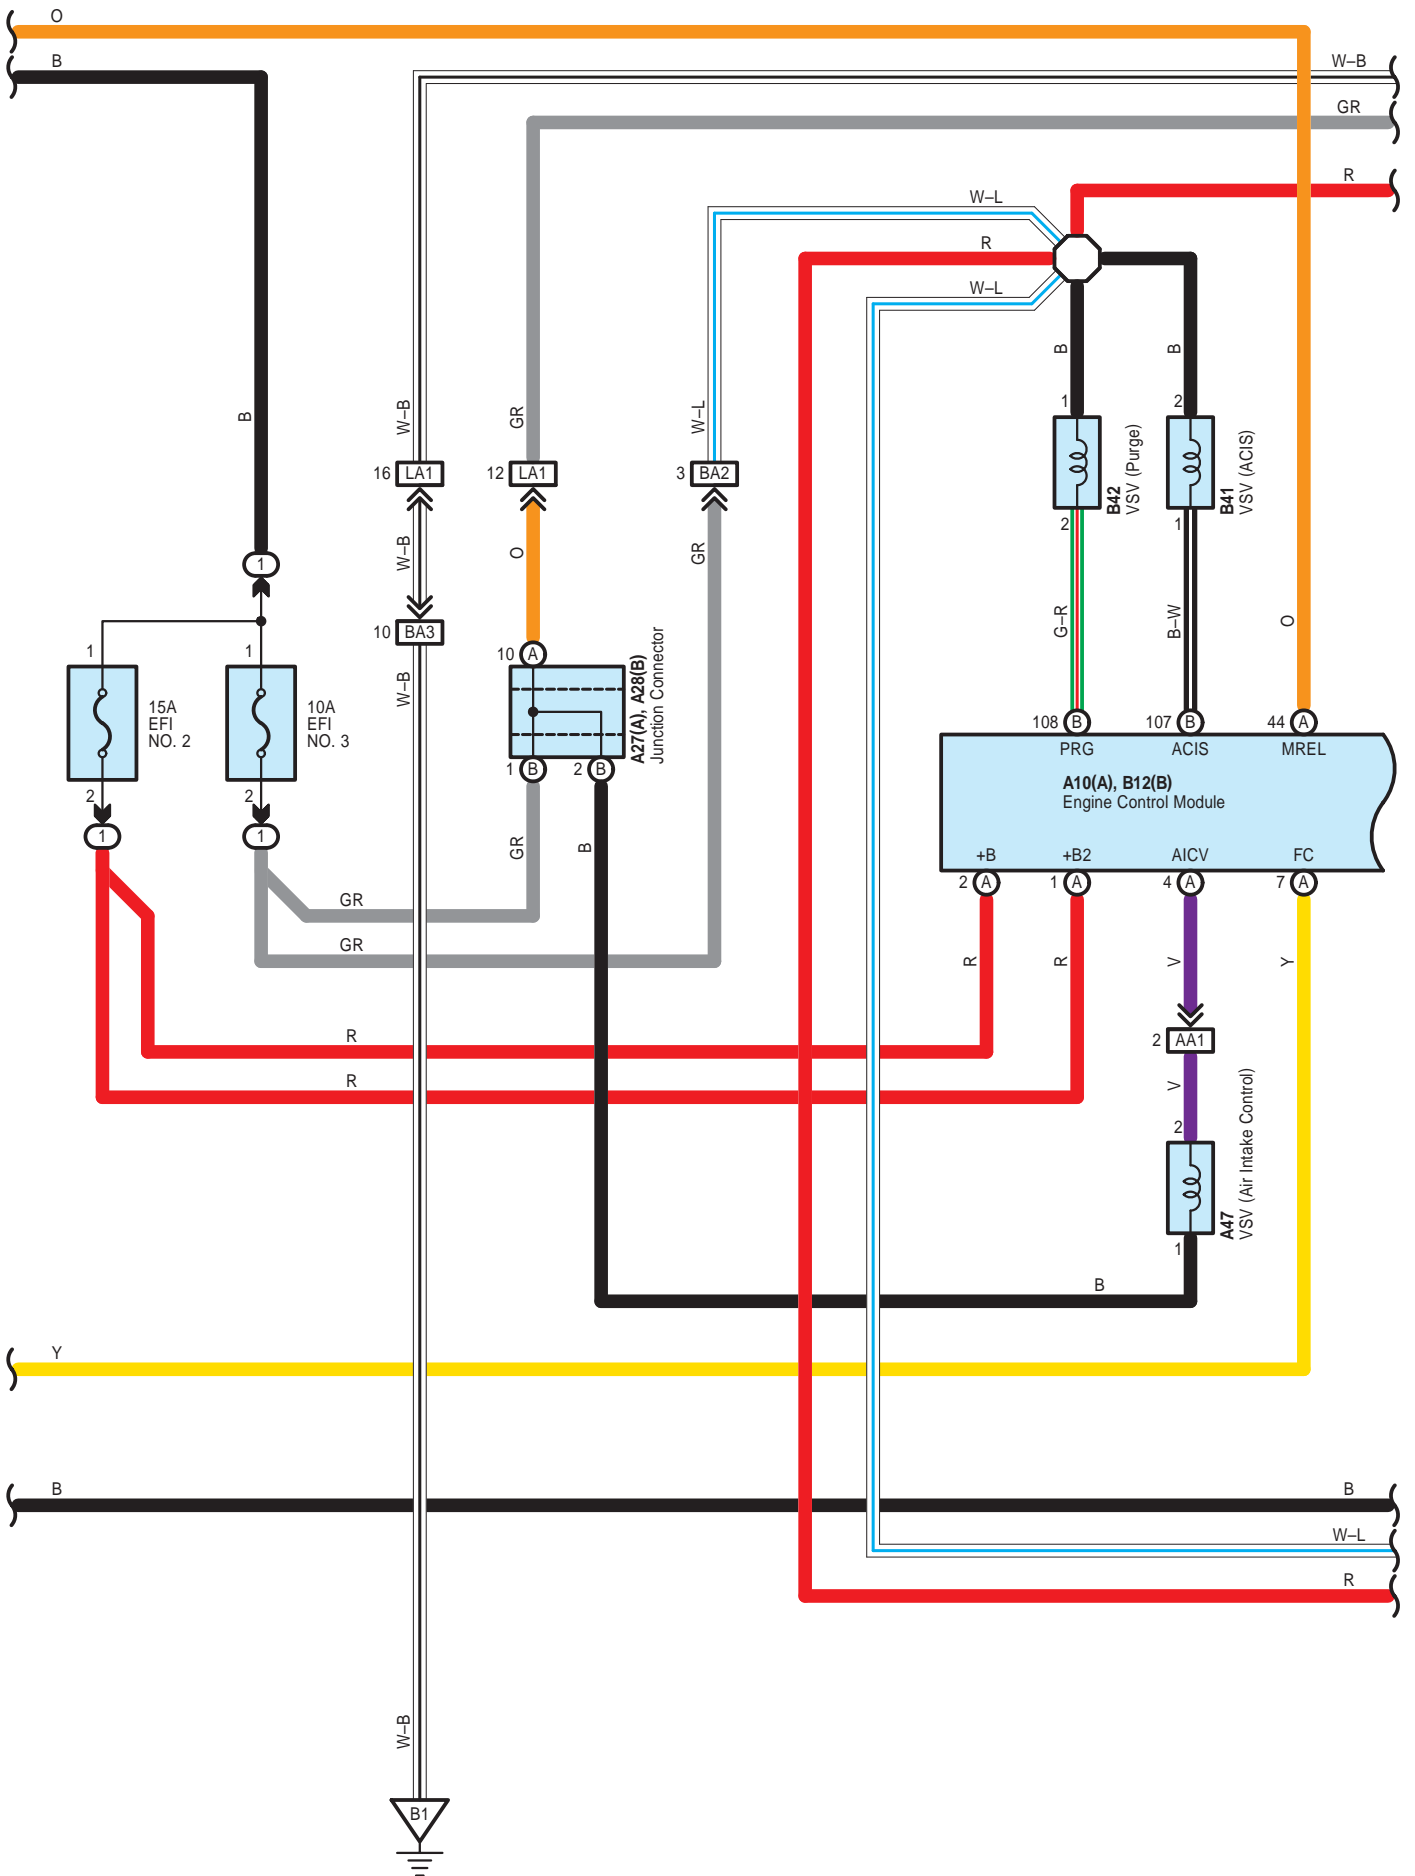 O
B
W–B
GR
R
W–L
R
W–L
B
B
B
W–B
GR
W–L
1
2
16 LA1
12 LA1
3 BA2
B42
VSV (Purge)
B41
VSV (ACIS)
2
1
W–B
O
GR
1
G–R
B–W
O
10 BA3
10 A
1
1
15A
EFI
NO. 2
10A
EFI
NO. 3
W–B
A27(A), A28(B)
Junction Connector
108 B
107 B
44 A
PRG
ACIS
MREL
A10(A), B12(B)
Engine Control Module
1 B
2 B
2
2
1
1
GR
B
+B
+B2
AICV
FC
2 A
1 A
4 A
7 A
GR
GR
R
R
V
Y
R
R
2 AA1
V
2
A47
VSV (Air Intake Control)
1
B
Y
B
B
W–L
R
W–B
B1